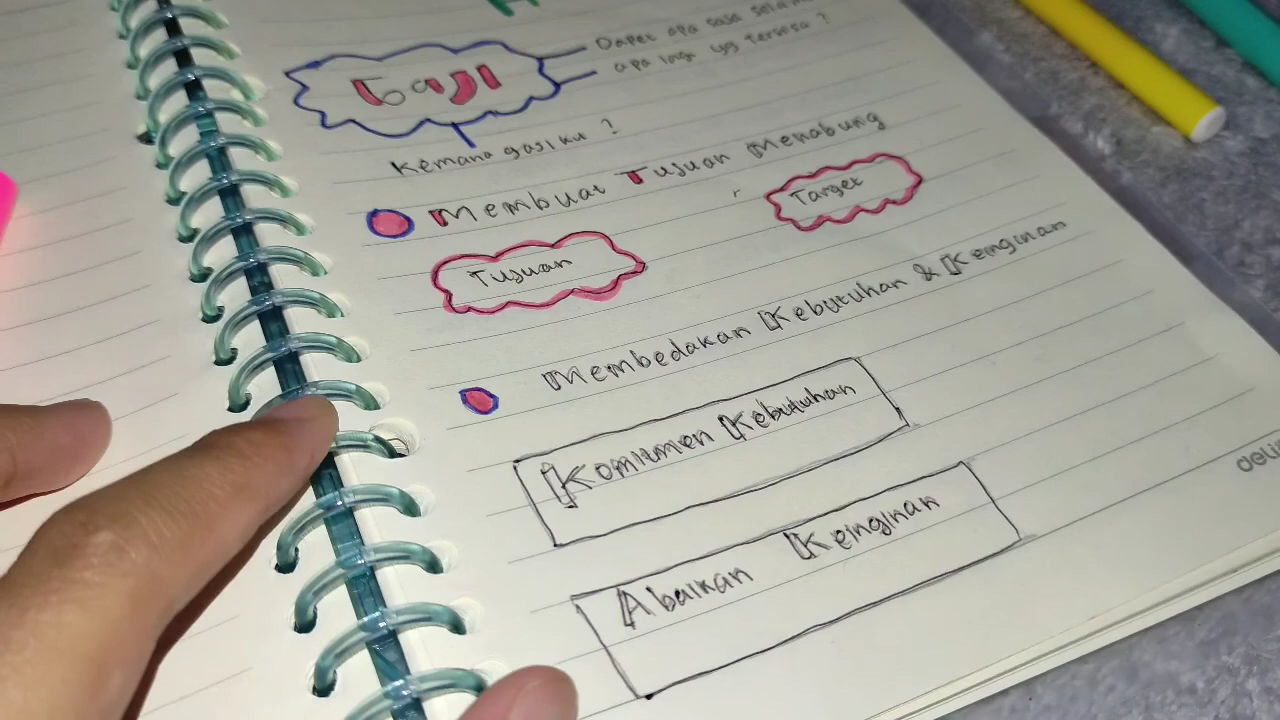 Gaji
Dapet apa saja selama
apa lagi yg tersisa?
Kemana gajiku?
Membuat Tujuan Menabung
Tujuan
Target
Membedakan Kebutuhan & Keinginan
Komitmen Kebutuhan
Abaikan Keinginan
deli